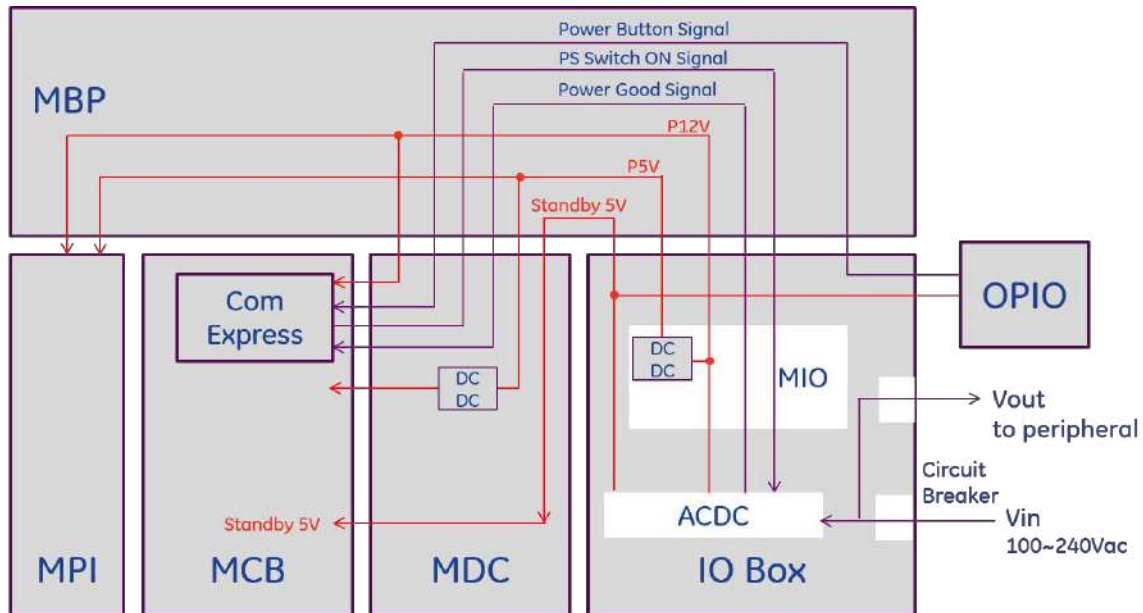 Power Button Signal
PS Switch ON Signal
Power Good Signal
MBP
P12V
P5V
Standby 5V
Com
Express
OPIO
DC
DC
DC
DC
MIO
Vout
to peripheral
Circuit
Breaker
ACDC
Vin
100~240Vac
Standby 5V
MPI
MCB
MDC
IO Box